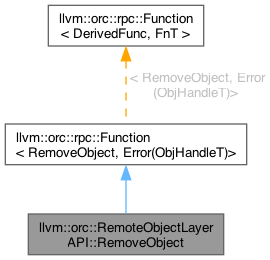 llvm::orc::rpc::Function
< DerivedFunc, FnT >
< RemoveObject, Error
(ObjHandleT)>
llvm::orc::rpc::Function
< RemoveObject, Error(ObjHandleT)>
llvm::orc::RemoteObjectLayer
API::RemoveObject